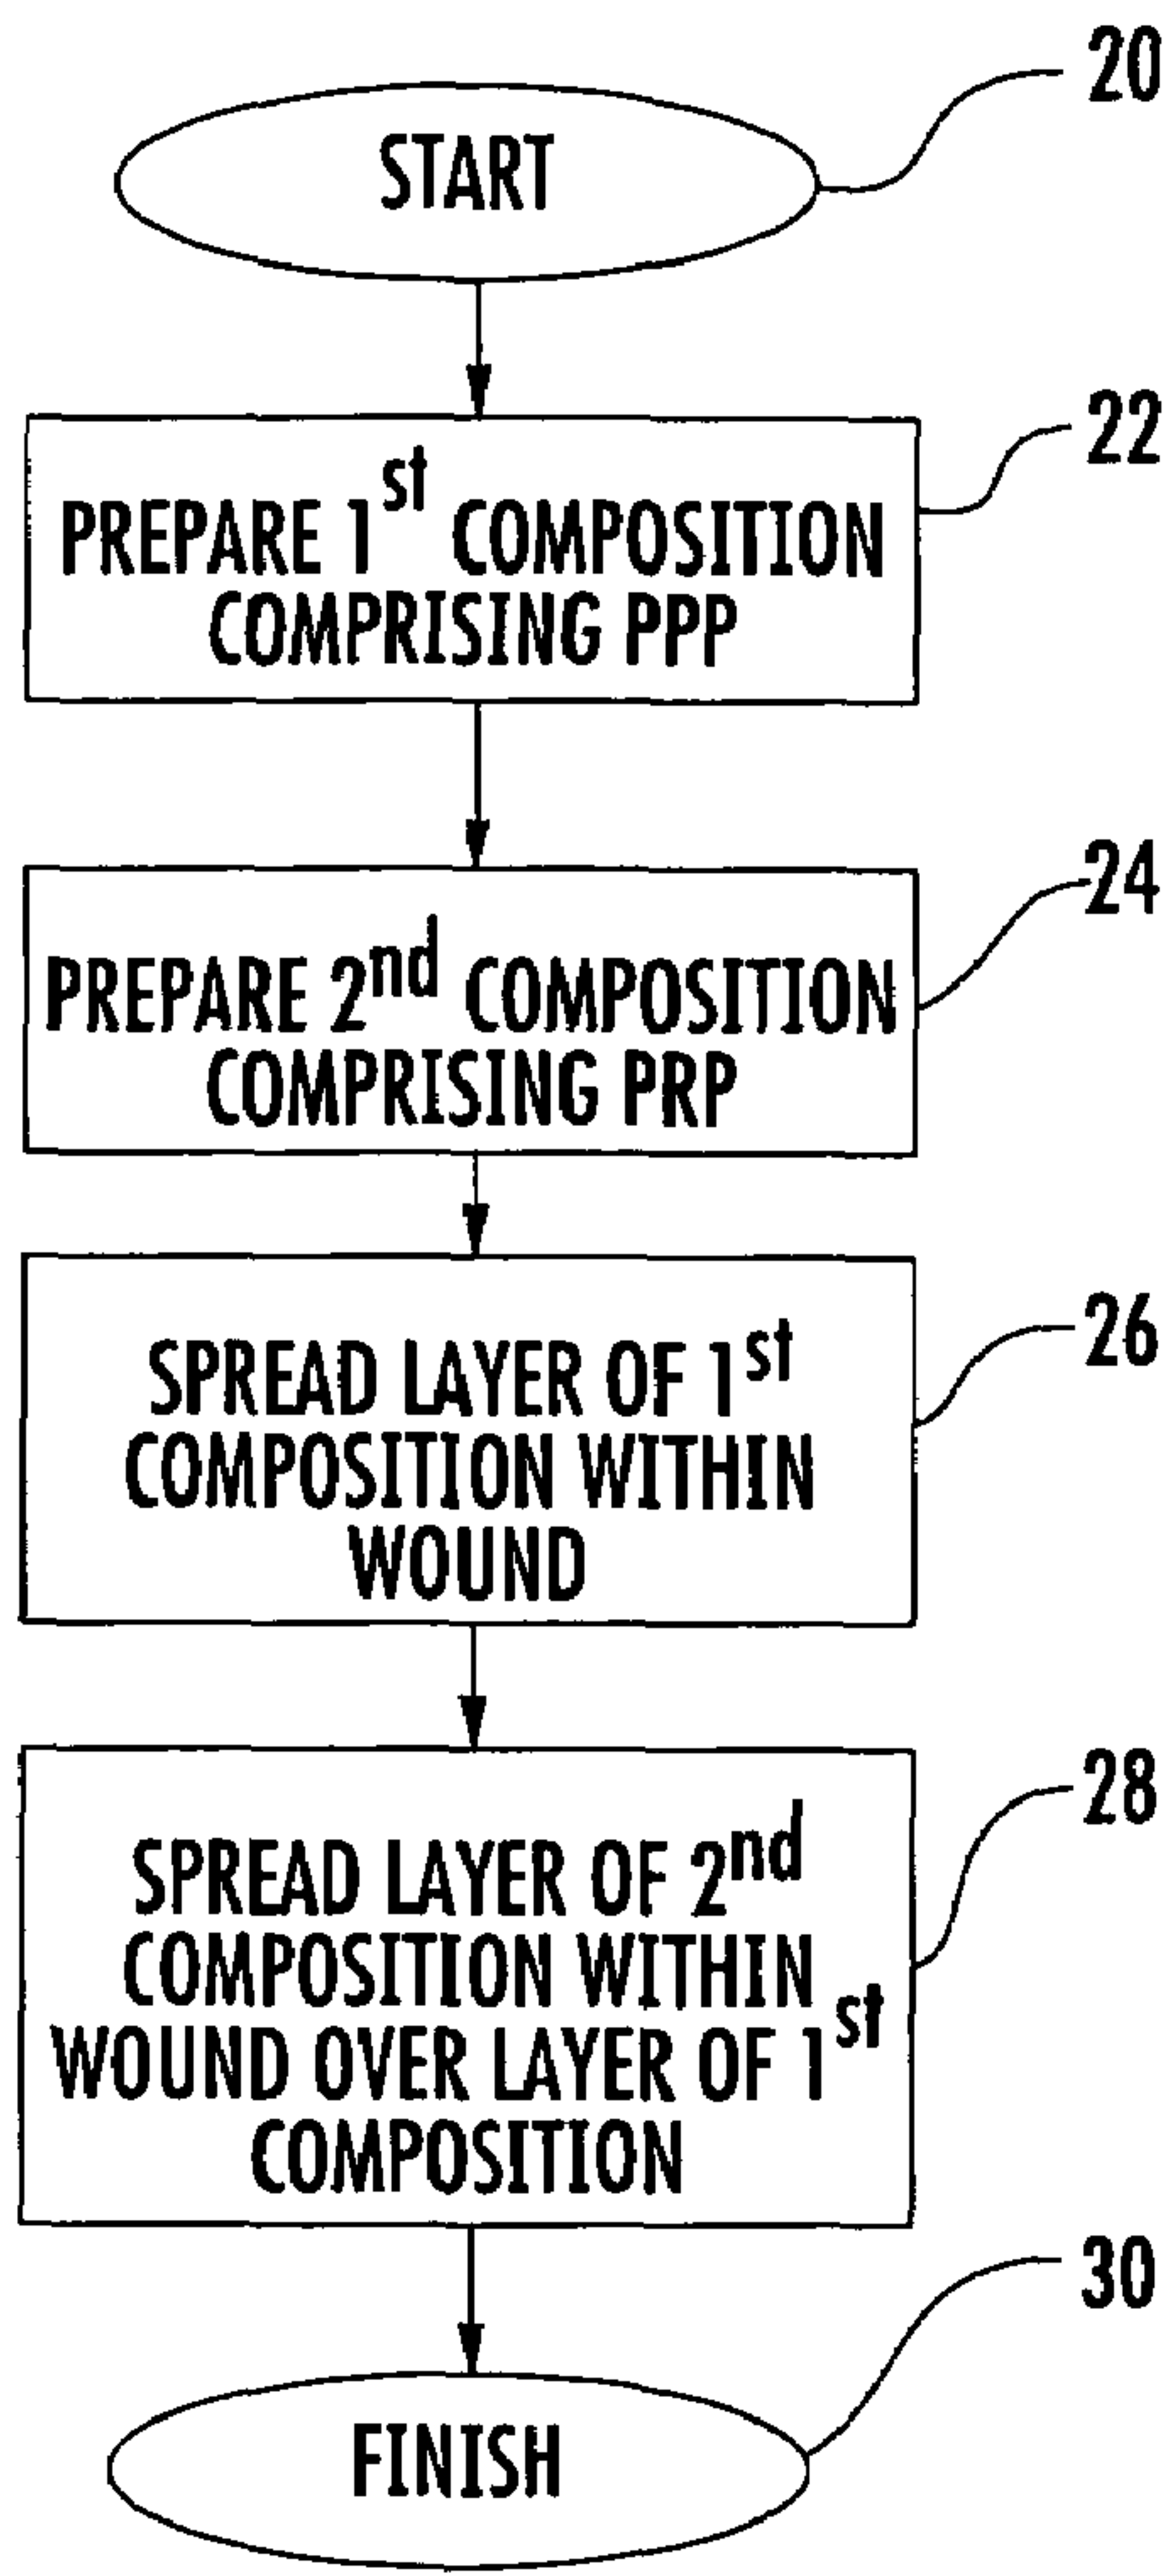 20
START
22
PREPARE 1st COMPOSITION
COMPRISING PPP
24
PREPARE 2nd COMPOSITION
COMPRISING PRP
26
SPREAD LAYER OF 1st
COMPOSITION WITHIN
WOUND
28
SPREAD LAYER OF 2nd
COMPOSITION WITHIN
WOUND OVER LAYER OF 1st
COMPOSITION
30
FINISH